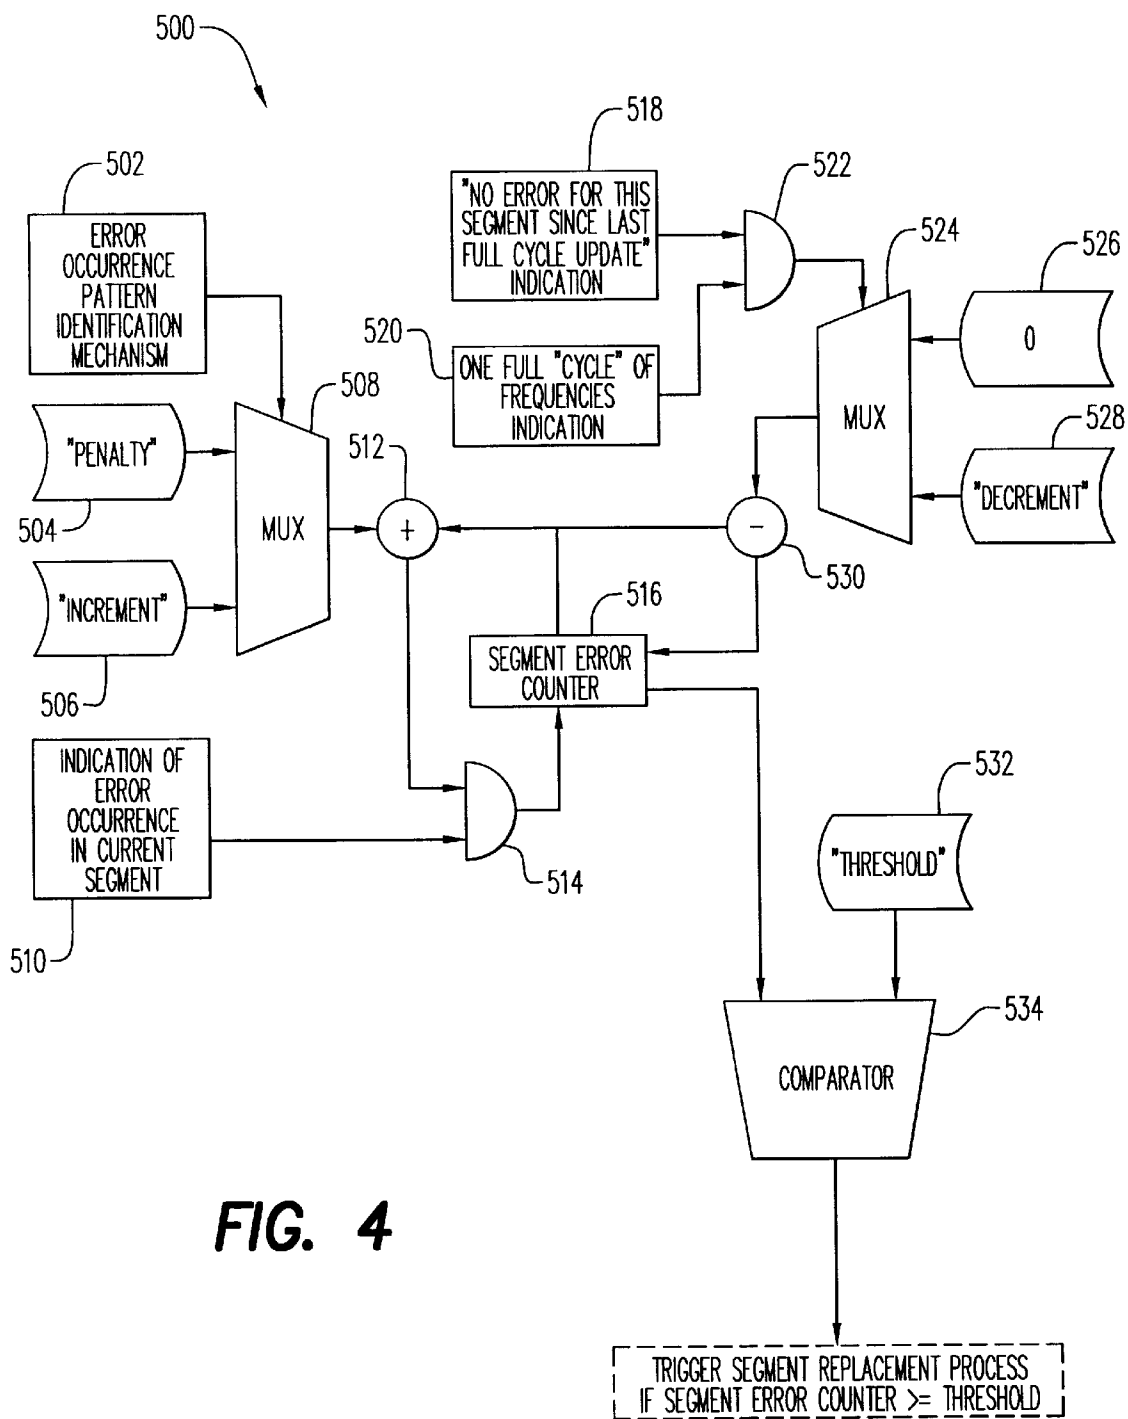 500
502
ERROR
OCCURRENCE
PATTERN
IDENTIFICATION
MECHANISM
"PENALTY"
504
"INCREMENT"
506
508
MUX
512
+
INDICATION OF
ERROR
OCCURRENCE
IN CURRENT
SEGMENT
510
514
516
SEGMENT ERROR
COUNTER
518
"NO ERROR FOR THIS
SEGMENT SINCE LAST
FULL CYCLE UPDATE"
INDICATION
520
ONE FULL "CYCLE" OF
FREQUENCIES
INDICATION
522
524
MUX
526
0
528
"DECREMENT"
-
530
532
"THRESHOLD"
534
COMPARATOR
TRIGGER SEGMENT REPLACEMENT PROCESS
IF SEGMENT ERROR COUNTER >= THRESHOLD
FIG. 4